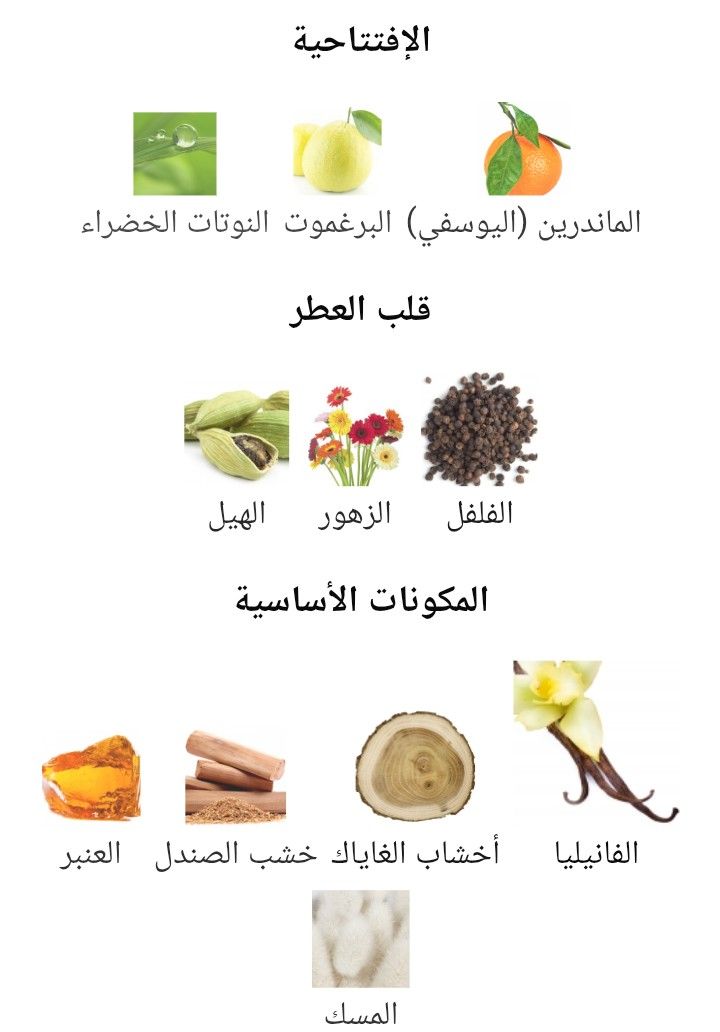 الإفتتاحية
الماندرين (اليوسفي) البرغموت النوتات الخضراء
قلب العطر
الفلفل الزهور الهيل
المكونات الأساسية
الفانيليا أخشاب الغاياك خشب الصندل العنبر
المسك